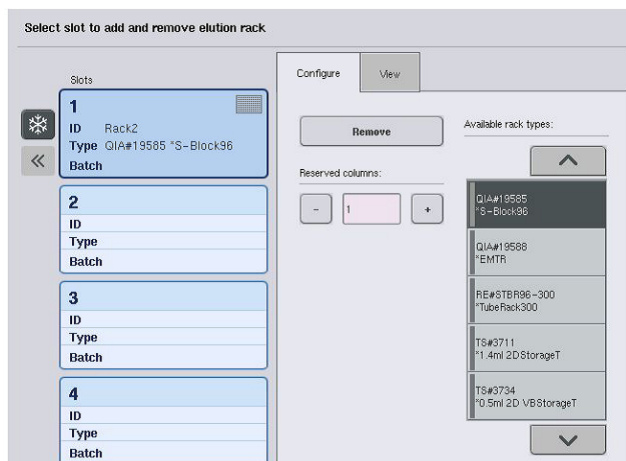 Select slot to add and remove elution rack
Slots
1
ID Rack2
Type QIA#19585 *S-Block96
Batch
2
ID
Type
Batch
3
ID
Type
Batch
4
ID
Type
Batch
Configure
View
Remove
Reserved columns:
- 1 +
Available rack types:
QIA#19585
*S-Block96
QIA#19588
*EMTR
RE#STBR96-300
*TubeRack300
TS#3711
*1.4ml 2DStorageT
TS#3734
*0.5ml 2D VBStorageT